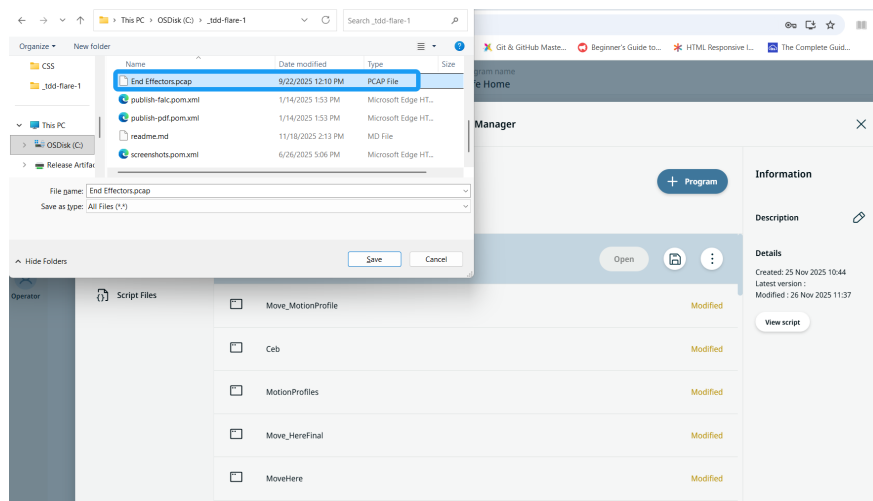 This PC > OSDisk (C:) > _tdd-flare-1
Search _tdd-flare-1
Organize
New folder
CSS
_tdd-flare-1
This PC
OSDisk (C:)
Release Artifac
Name Date modified Type Size
End Effectors.pcap 9/22/2025 12:10 PM PCAP File
publish-falc.pom.xml 1/14/2025 1:53 PM Microsoft Edge HT...
publish-pdf.pom.xml 1/14/2025 1:53 PM Microsoft Edge HT...
readme.md 11/18/2025 2:13 PM MD File
screenshots.pom.xml 6/26/2025 5:06 PM Microsoft Edge HT...
File name: End Effectors.pcap
Save as type: All Files (*.*)
Hide Folders
Save
Cancel
Git & GitHub Maste...
Beginner's Guide to...
HTML Responsive I...
The Complete Guid...
gram name
e Home
Manager
Program
Open
Operator
Script Files
Move_MotionProfile Modified
Ceb Modified
MotionProfiles Modified
Move_HereFinal Modified
MoveHere Modified
Information
Description
Details
Created: 25 Nov 2025 10:44
Latest version :
Modified : 26 Nov 2025 11:37
View script